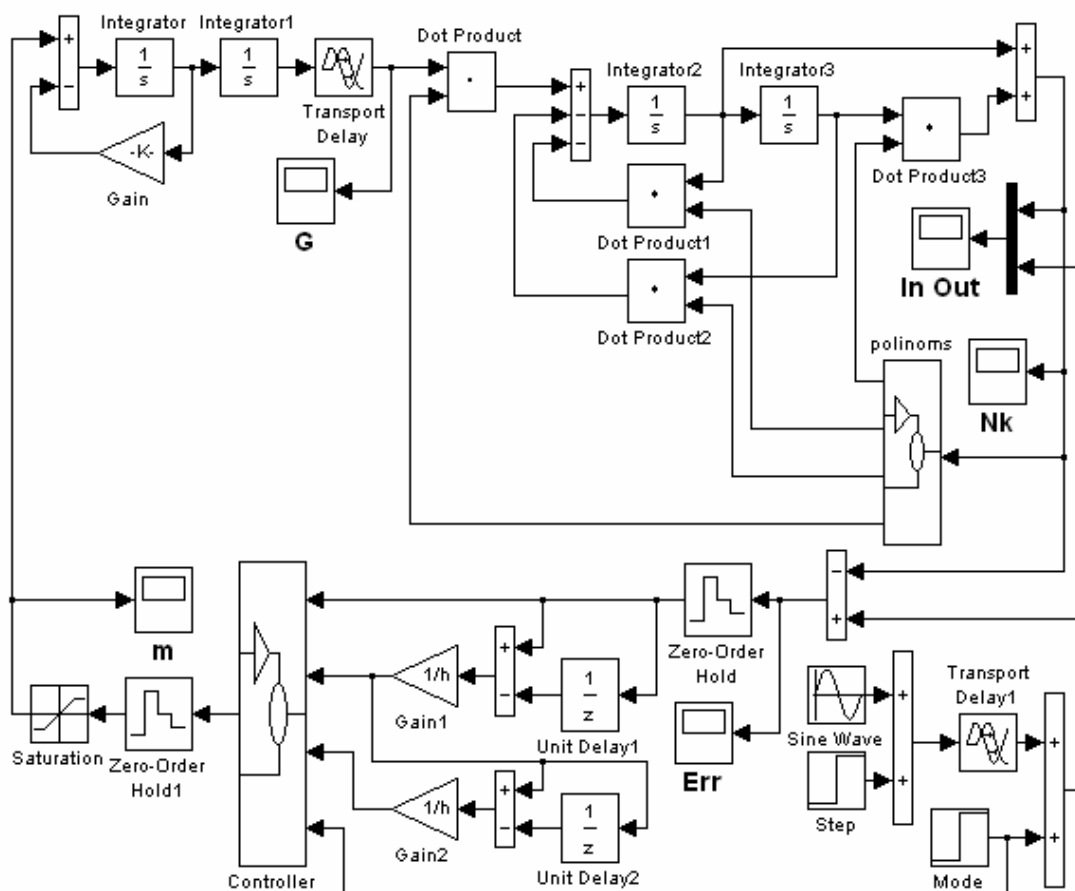 Integrator
Integrator1
Dot Product
+
-
1
s
1
s
Transport
Delay
-K-
Gain
G
+
-
-
Integrator2
Integrator3
1
s
1
s
Dot Product1
Dot Product2
Dot Product3
+
+
In Out
polinoms
Nk
m
Saturation
Zero-Order
Hold1
Controller
1/h
Gain1
+
-
1
z
Unit Delay1
1/h
Gain2
+
-
1
z
Unit Delay2
Zero-Order
Hold
Err
-
+
Sine Wave
Step
+
+
Transport
Delay1
Mode
+
+